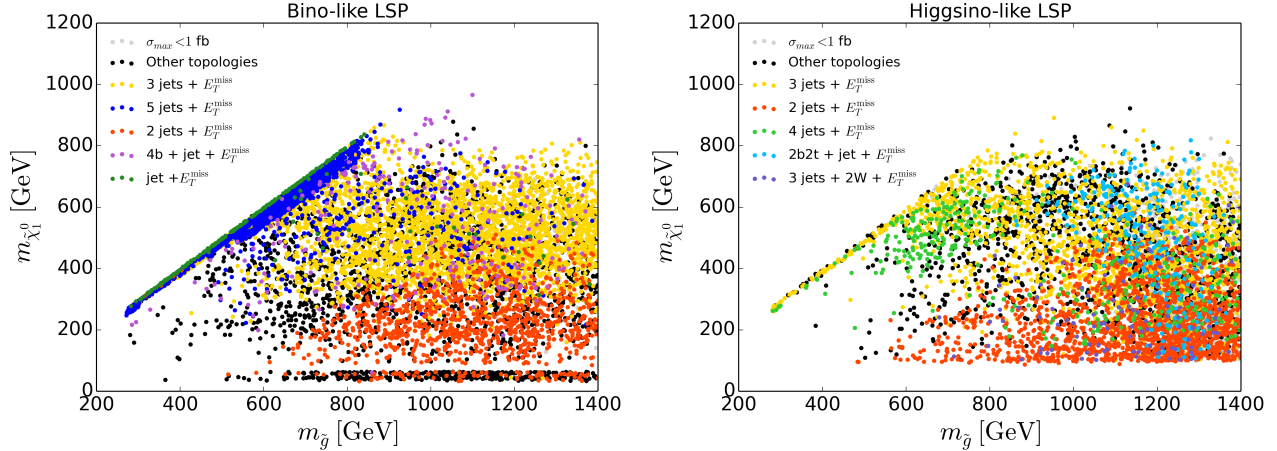 Bino-like LSP
1200
1000
800
600
400
200
0
σ_max < 1 fb
Other topologies
3 jets + E_T^miss
5 jets + E_T^miss
2 jets + E_T^miss
4b + jet + E_T^miss
jet +E_T^miss
m_χ̃₁⁰ [GeV]
200 400 600 800 1000 1200 1400
m_g̃ [GeV]
Higgsino-like LSP
1200
1000
800
600
400
200
0
σ_max < 1 fb
Other topologies
3 jets + E_T^miss
2 jets + E_T^miss
4 jets + E_T^miss
2b2t + jet + E_T^miss
3 jets + 2W + E_T^miss
m_χ̃₁⁰ [GeV]
200 400 600 800 1000 1200 1400
m_g̃ [GeV]